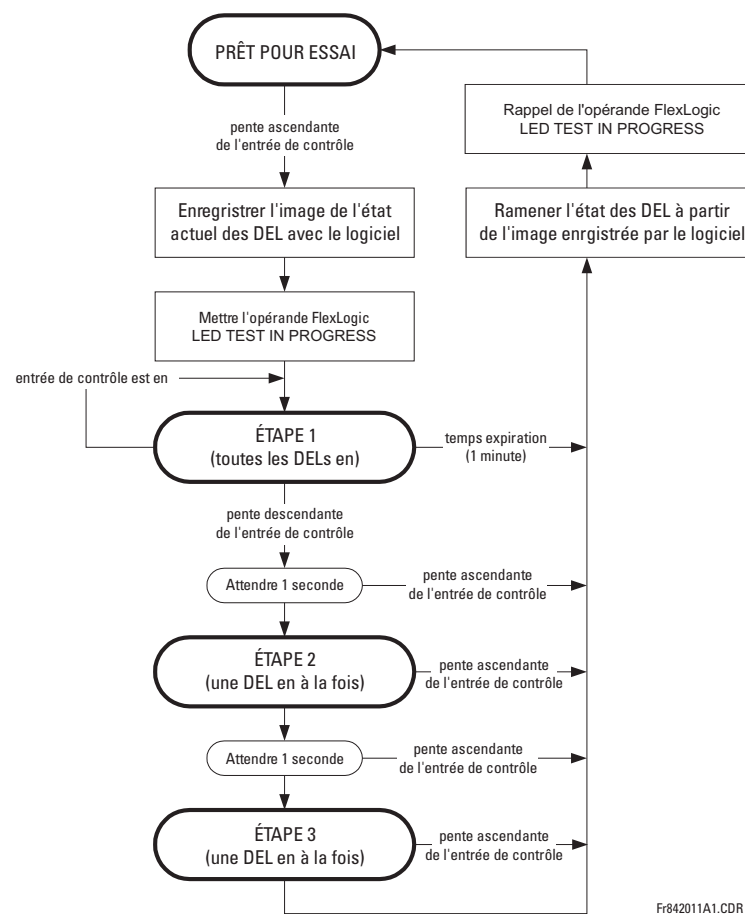 PRÊT POUR ESSAI
pente ascendante
de l'entrée de contrôle
Enregristrer l'image de l'état
actuel des DEL avec le logiciel
Mettre l'opérande FlexLogic
LED TEST IN PROGRESS
entrée de contrôle est en
ÉTAPE 1
(toutes les DELs en)
temps expiration
(1 minute)
pente descendante
de l'entrée de contrôle
Attendre 1 seconde
pente ascendante
de l'entrée de contrôle
ÉTAPE 2
(une DEL en à la fois)
pente ascendante
de l'entrée de contrôle
Attendre 1 seconde
pente ascendante
de l'entrée de contrôle
ÉTAPE 3
(une DEL en à la fois)
pente ascendante
de l'entrée de contrôle
Rappel de l'opérande FlexLogic
LED TEST IN PROGRESS
Ramener l'état des DEL à partir
de l'image enrgistrée par le logiciel
Fr842011A1.CDR